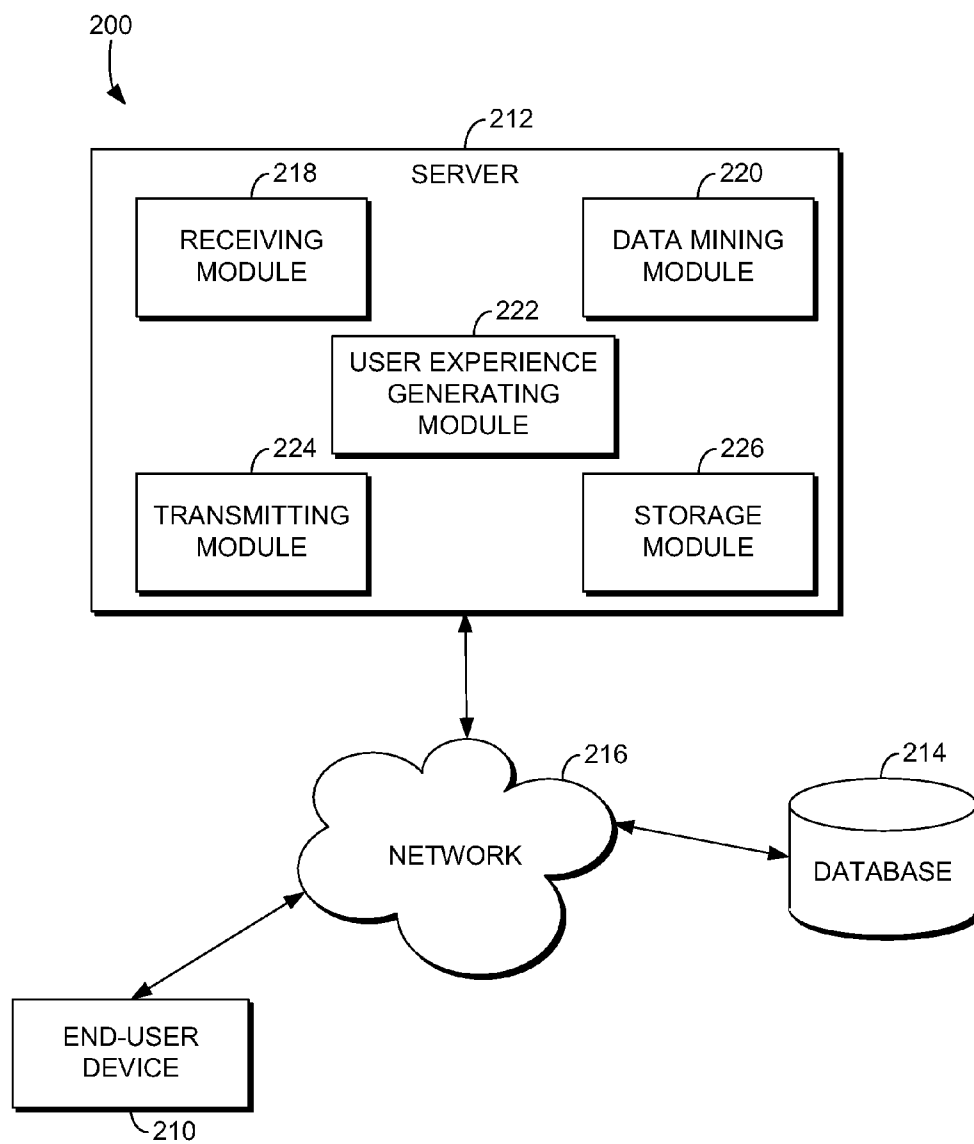 200
212
SERVER
218
RECEIVING
MODULE
220
DATA MINING
MODULE
222
USER EXPERIENCE
GENERATING
MODULE
224
TRANSMITTING
MODULE
226
STORAGE
MODULE
216
NETWORK
214
DATABASE
END-USER
DEVICE
210